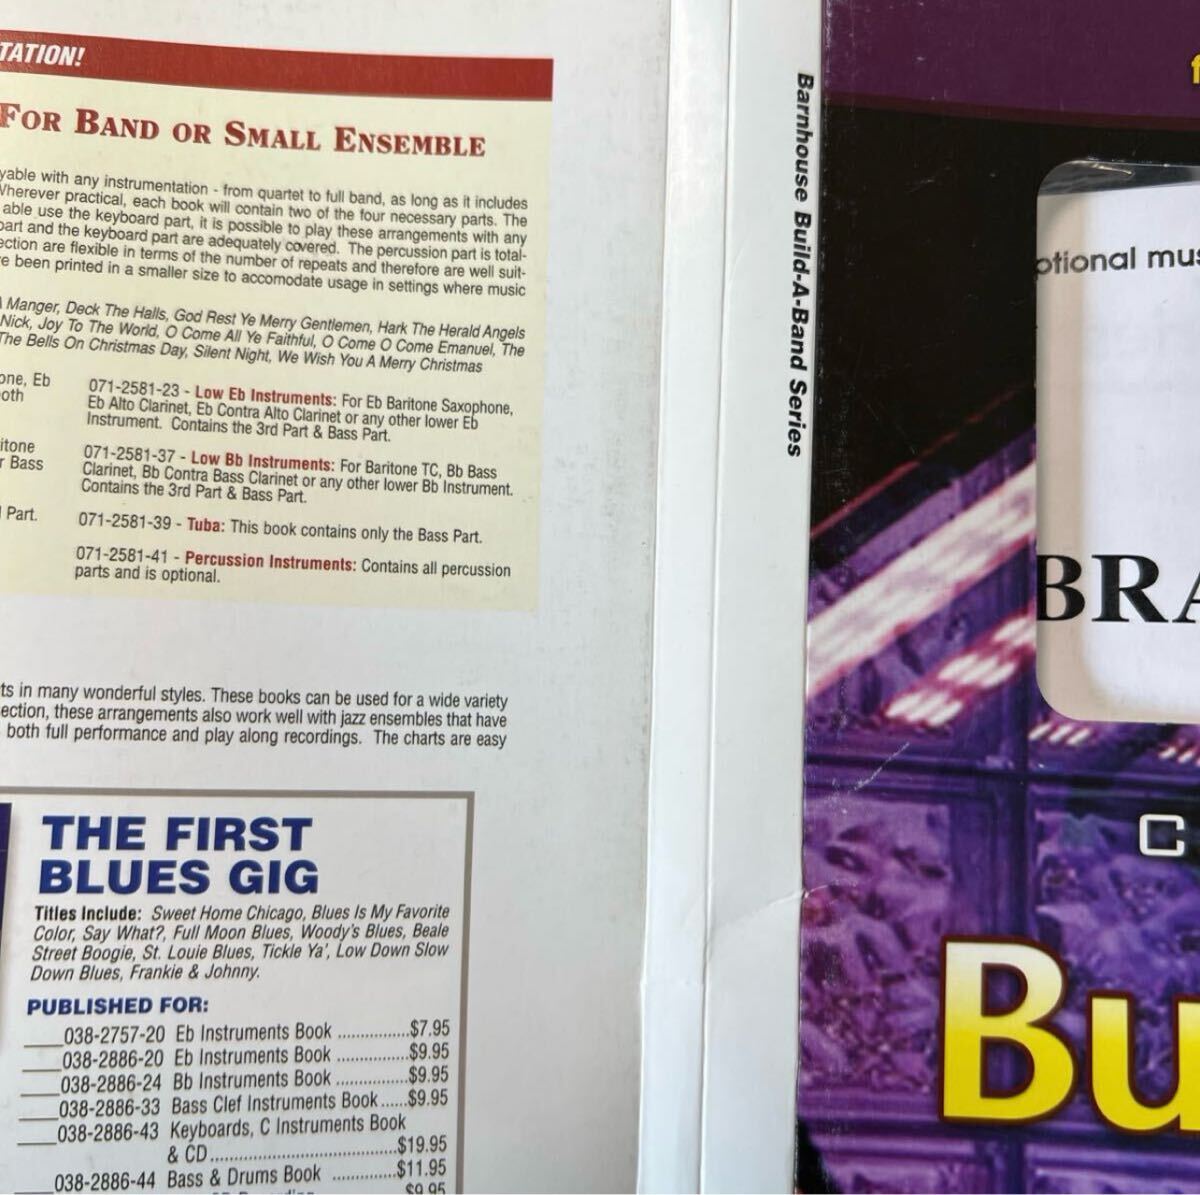 TATION!
FOR BAND OR SMALL ENSEMBLE
yable with any instrumentation - from quartet to full band, as long as it includes
Wherever practical, each book will contain two of the four necessary parts. The
able use the keyboard part, it is possible to play these arrangements with any
part and the keyboard part are adequately covered. The percussion part is total-
ection are flexible in terms of the number of repeats and therefore are well suit-
e been printed in a smaller size to accomodate usage in settings where music
Manger, Deck The Halls, God Rest Ye Merry Gentlemen, Hark The Herald Angels
Nick, Joy To The World, O Come All Ye Faithful, O Come O Come Emanuel, The
The Bells On Christmas Day, Silent Night, We Wish You A Merry Christmas
one, Eb
oth
itone
r Bass
Part.
071-2581-23 - Low Eb Instruments: For Eb Baritone Saxophone,
Eb Alto Clarinet, Eb Contra Alto Clarinet or any other lower Eb
Instrument. Contains the 3rd Part & Bass Part.
071-2581-37 - Low Bb Instruments: For Baritone TC, Bb Bass
Clarinet, Bb Contra Bass Clarinet or any other lower Bb Instrument.
Contains the 3rd Part & Bass Part.
071-2581-39 - Tuba: This book contains only the Bass Part.
071-2581-41 - Percussion Instruments: Contains all percussion
parts and is optional.
ts in many wonderful styles. These books can be used for a wide variety
ection, these arrangements also work well with jazz ensembles that have
both full performance and play along recordings. The charts are easy
THE FIRST
BLUES GIG
Titles Include: Sweet Home Chicago, Blues Is My Favorite
Color, Say What?, Full Moon Blues, Woody's Blues, Beale
Street Boogie, St. Louie Blues, Tickle Ya', Low Down Slow
Down Blues, Frankie & Johnny.
PUBLISHED FOR:
___038-2757-20 Eb Instruments Book ..............$7.95
___038-2886-20 Eb Instruments Book ..............$9.95
___038-2886-24 Bb Instruments Book ..............$9.95
___038-2886-33 Bass Clef Instruments Book......$9.95
___038-2886-43 Keyboards, C Instruments Book
& CD......................................$19.95
___038-2886-44 Bass & Drums Book .............$11.95
$9.95
Barnhouse Build-A-Band Series
f
otional mus
BRA
C
Bu